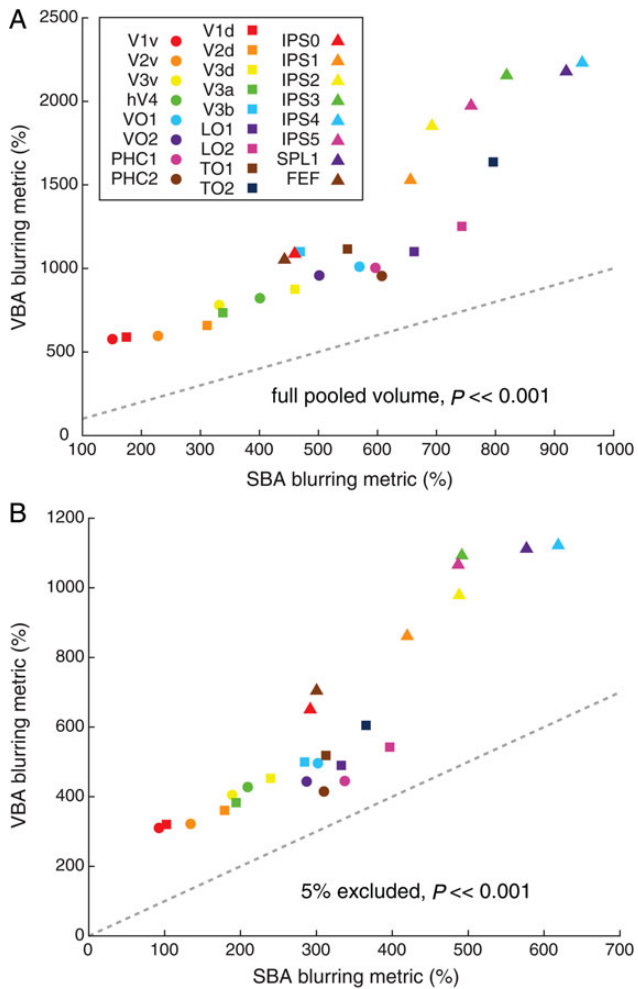 A
2500
2000
1500
1000
500
0
VBA blurring metric (%)
V1v
V2v
V3v
hV4
VO1
VO2
PHC1
PHC2
V1d
V2d
V3d
V3a
V3b
LO1
LO2
TO1
TO2
IPS0
IPS1
IPS2
IPS3
IPS4
IPS5
SPL1
FEF
full pooled volume, P << 0.001
100 200 300 400 500 600 700 800 900 1000
SBA blurring metric (%)
B
1200
1000
800
600
400
200
0
VBA blurring metric (%)
5% excluded, P << 0.001
0 100 200 300 400 500 600 700
SBA blurring metric (%)